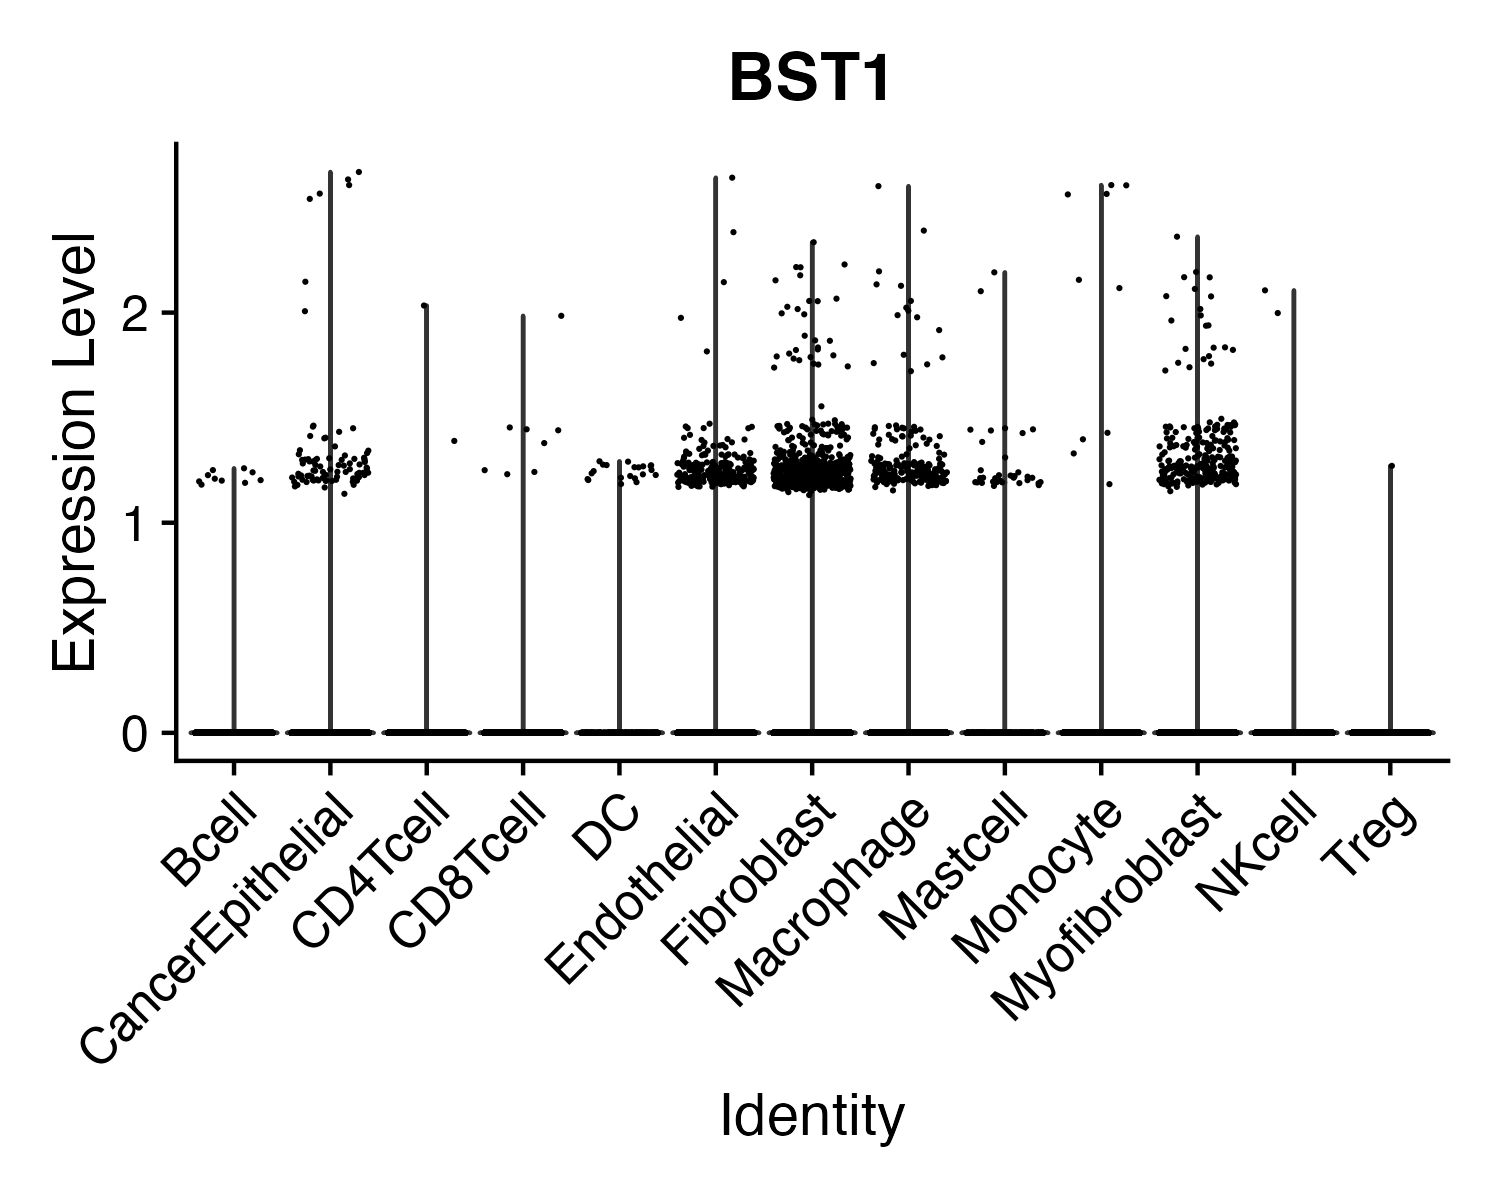 BST1
Expression Level
2
1
0
Bcell
CancerEpithelial
CD4Tcell
CD8Tcell
DC
Endothelial
Fibroblast
Macrophage
Mastcell
Monocyte
Myofibroblast
NKcell
Treg
Identity